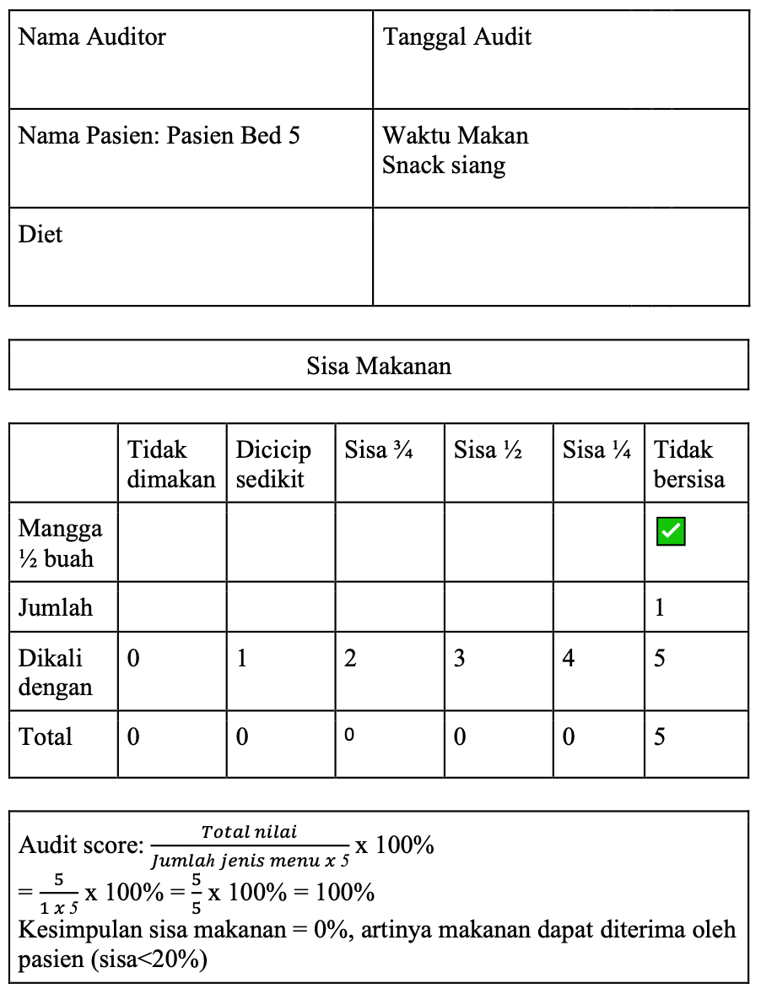 Nama Auditor
Tanggal Audit
Nama Pasien: Pasien Bed 5
Waktu Makan
Snack siang
Diet
Sisa Makanan
Tidak dimakan Dicicip sedikit Sisa ¾ Sisa ½ Sisa ¼ Tidak bersisa
Mangga ½ buah ✅
Jumlah 1
Dikali dengan 0 1 2 3 4 5
Total 0 0 0 0 0 5
Audit score: Total nilai / Jumlah jenis menu x 5 x 100%
= 5 / 1 x 5 x 100% = 5 / 5 x 100% = 100%
Kesimpulan sisa makanan = 0%, artinya makanan dapat diterima oleh
pasien (sisa<20%)